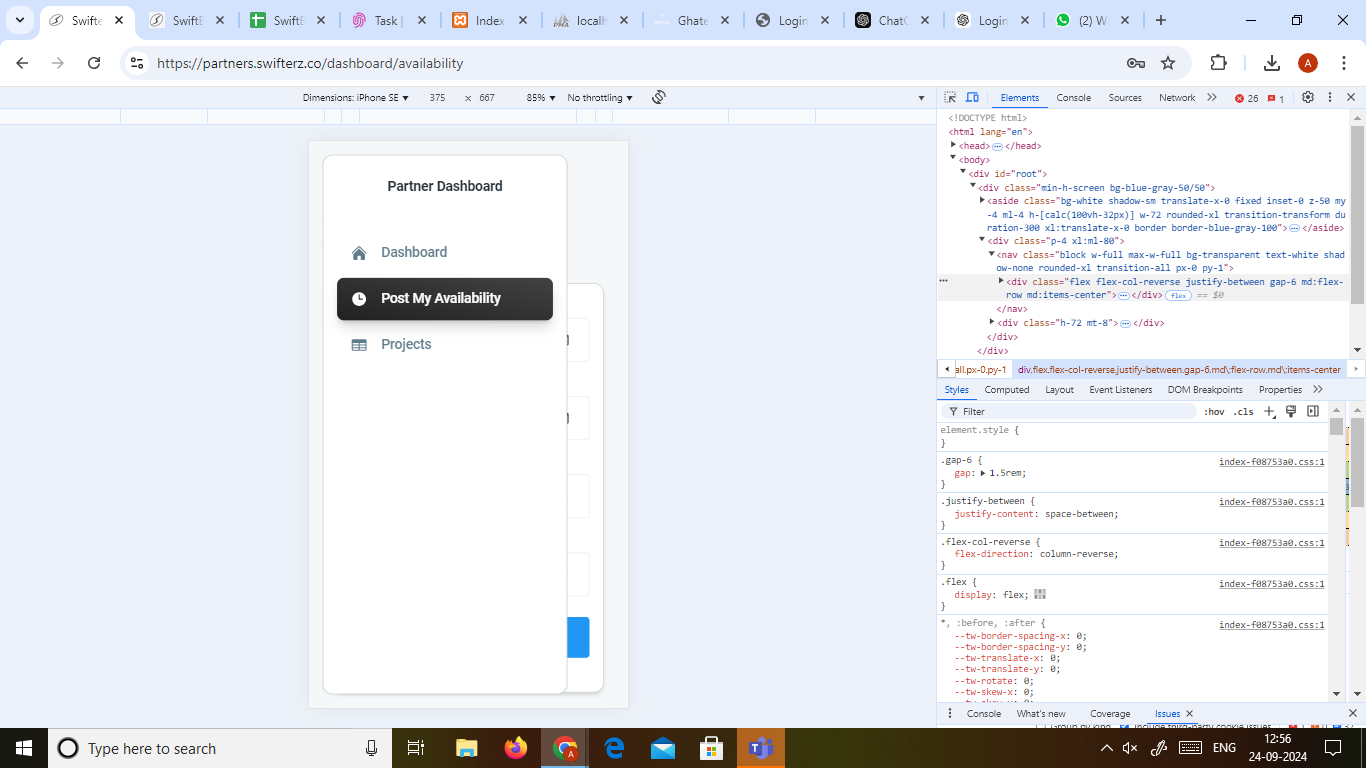 Swifte
SwiftE
SwiftE
Task |
Index
localh
Ghate
Login
ChatG
Login
(2) W
https://partners.swifterz.co/dashboard/availability
A
Dimensions: iPhone SE 375 × 667 85% No throttling
Elements Console Sources Network 26 1
Partner Dashboard
Dashboard
Post My Availability
Projects
<!DOCTYPE html>
<html lang="en">
<head> </head>
<body>
<div id="root">
<div class="min-h-screen bg-blue-gray-50/50">
<aside class="bg-white shadow-sm translate-x-0 fixed inset-0 z-50 my
-4 ml-4 h-[calc(100vh-32px)] w-72 rounded-xl transition-transform du
ration-300 xl:translate-x-0 border border-blue-gray-100"> </aside>
<div class="p-4 xl:ml-80">
<nav class="block w-full max-w-full bg-transparent text-white shad
ow-none rounded-xl transition-all px-0 py-1">
<div class="flex flex-col-reverse justify-between gap-6 md:flex-
row md:items-center"> </div> flex == $0
</nav>
<div class="h-72 mt-8"> </div>
</div>
</div>
all.px-0.py-1 div.flex.flex-col-reverse.justify-between.gap-6.md\:flex-row.md\:items-center
Styles Computed Layout Event Listeners DOM Breakpoints Properties
Filter :hov .cls
element.style {
}
.gap-6 { index-f08753a0.css:1
gap: 1.5rem;
}
.justify-between { index-f08753a0.css:1
justify-content: space-between;
}
.flex-col-reverse { index-f08753a0.css:1
flex-direction: column-reverse;
}
.flex { index-f08753a0.css:1
display: flex;
}
*, :before, :after { index-f08753a0.css:1
--tw-border-spacing-x: 0;
--tw-border-spacing-y: 0;
--tw-translate-x: 0;
--tw-translate-y: 0;
--tw-rotate: 0;
--tw-skew-x: 0;
Console What's new Coverage Issues
Type here to search
ENG
12:56
24-09-2024